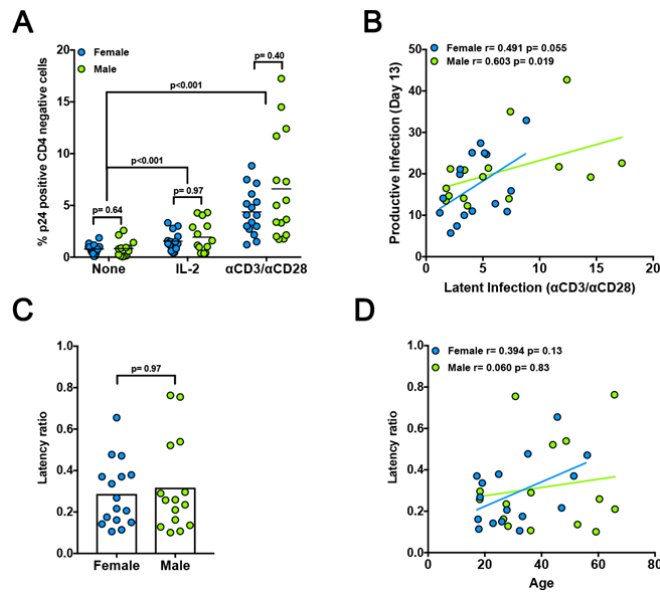 A
Female
Male
% p24 positive CD4 negative cells
20
15
10
5
0
p= 0.40
p<0.001
p<0.001
p= 0.97
p= 0.64
None
IL-2
αCD3/αCD28
B
Female r= 0.491 p= 0.055
Male r= 0.603 p= 0.019
Productive Infection (Day 13)
50
40
30
20
10
0
0
5
10
15
20
Latent Infection (αCD3/αCD28)
C
p= 0.97
Latency ratio
1.0
0.8
0.6
0.4
0.2
0.0
Female
Male
D
Female r= 0.394 p= 0.13
Male r= 0.060 p= 0.83
Latency ratio
1.0
0.8
0.6
0.4
0.2
0.0
0
20
40
60
80
Age